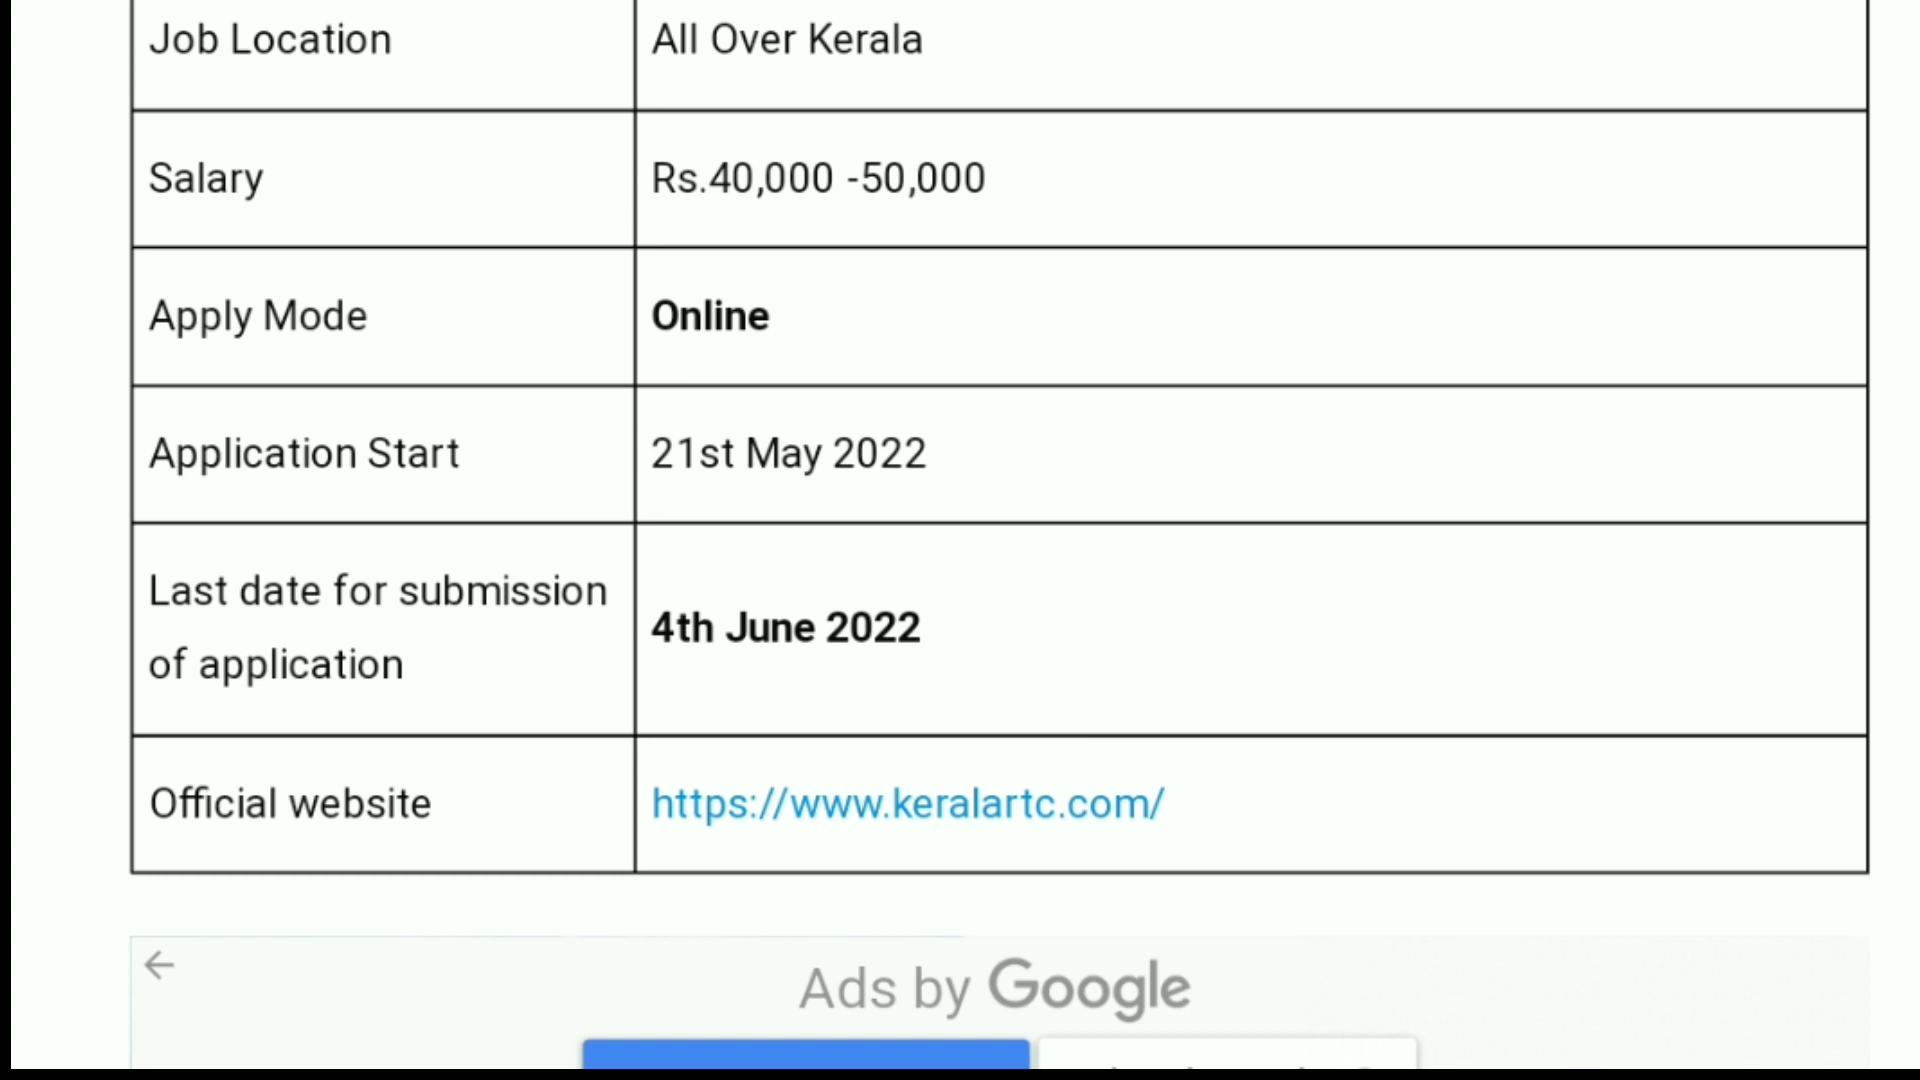 Job Location All Over Kerala
Salary Rs.40,000 -50,000
Apply Mode Online
Application Start 21st May 2022
Last date for submission
of application 4th June 2022
Official website https://www.keralartc.com/
Ads by Google